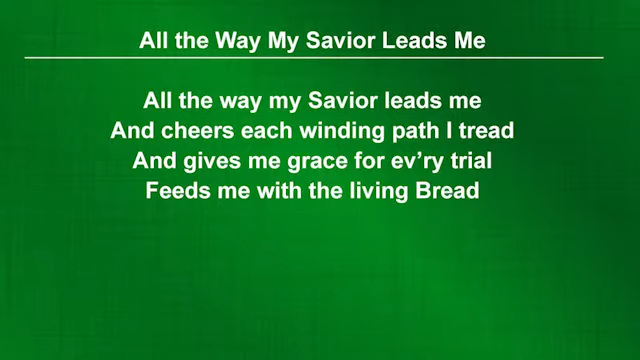 All the Way My Savior Leads Me
All the way my Savior leads me
And cheers each winding path I tread
And gives me grace for ev’ry trial
Feeds me with the living Bread